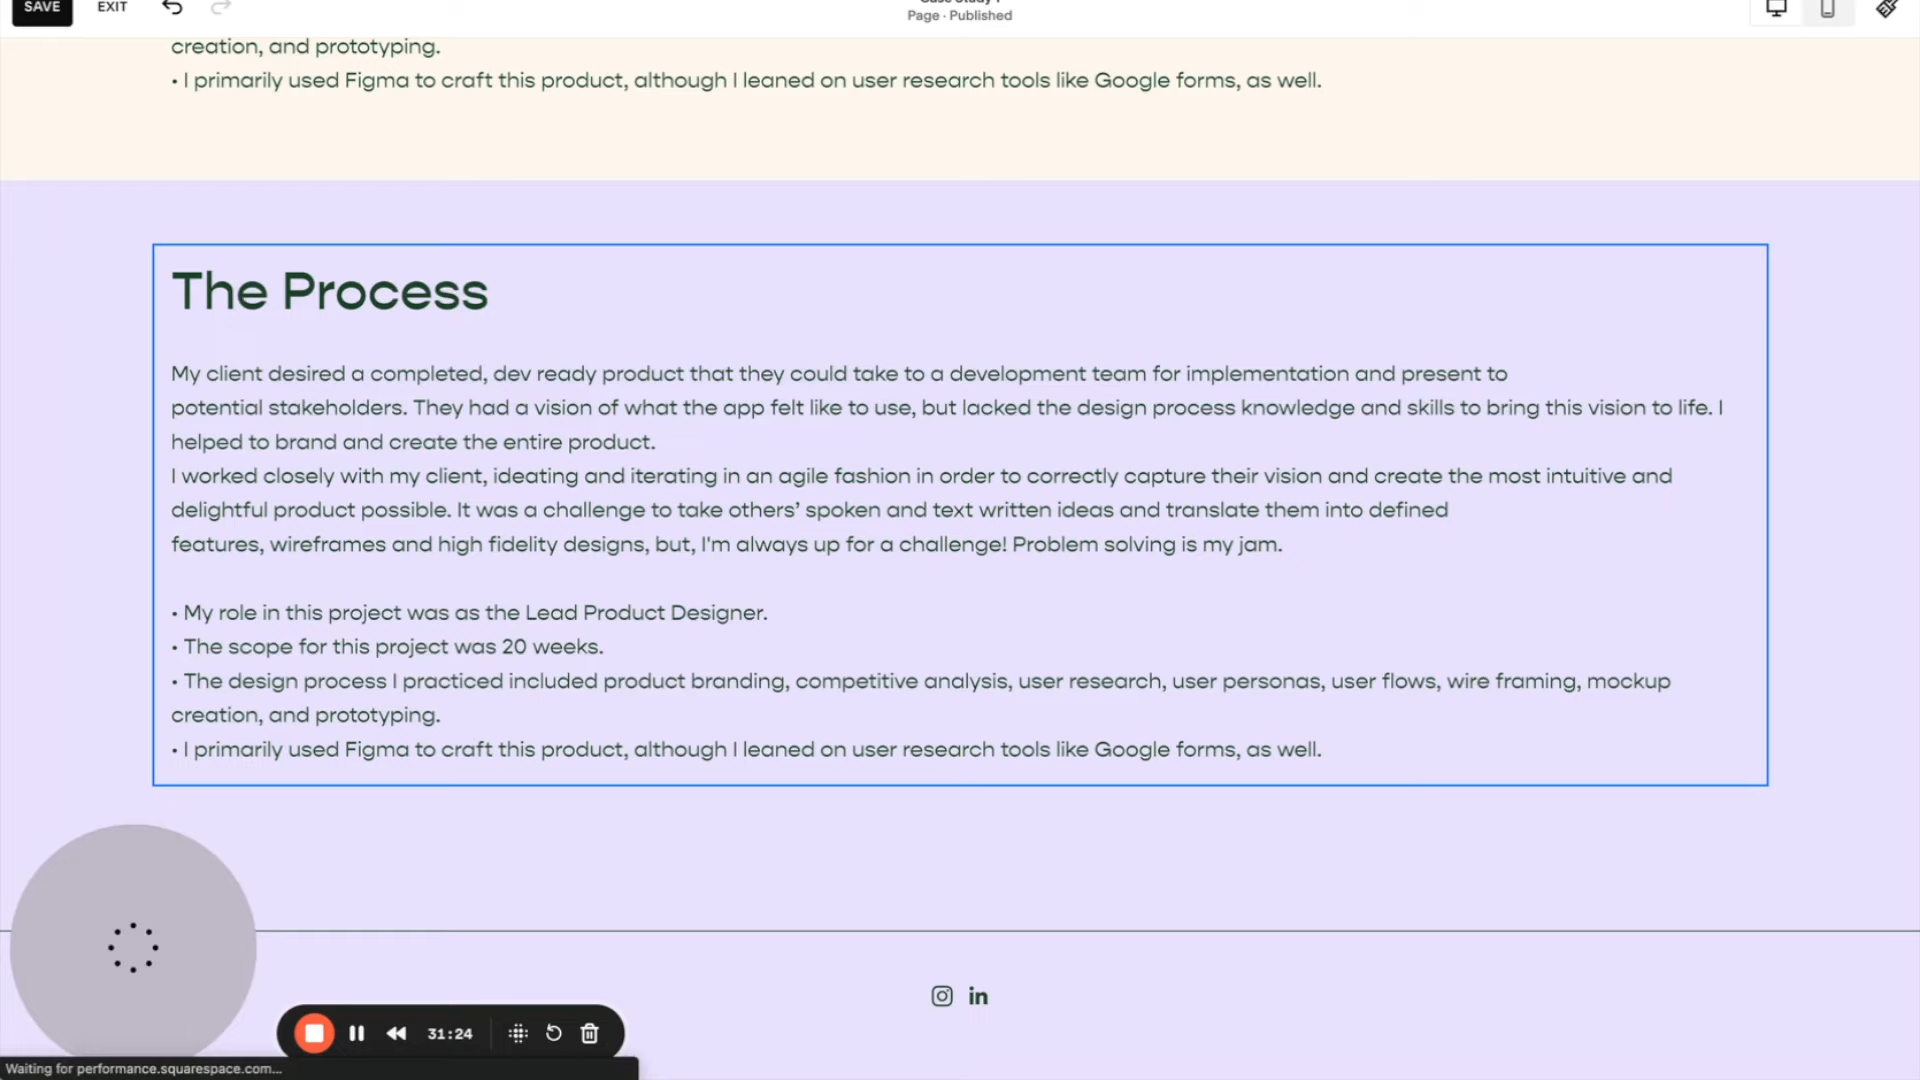 SAVE
EXIT
Case Study 1
Page · Published
creation, and prototyping.
• I primarily used Figma to craft this product, although I leaned on user research tools like Google forms, as well.
The Process
My client desired a completed, dev ready product that they could take to a development team for implementation and present to
potential stakeholders. They had a vision of what the app felt like to use, but lacked the design process knowledge and skills to bring this vision to life. I
helped to brand and create the entire product.
I worked closely with my client, ideating and iterating in an agile fashion in order to correctly capture their vision and create the most intuitive and
delightful product possible. It was a challenge to take others’ spoken and text written ideas and translate them into defined
features, wireframes and high fidelity designs, but, I'm always up for a challenge! Problem solving is my jam.
• My role in this project was as the Lead Product Designer.
• The scope for this project was 20 weeks.
• The design process I practiced included product branding, competitive analysis, user research, user personas, user flows, wire framing, mockup
creation, and prototyping.
• I primarily used Figma to craft this product, although I leaned on user research tools like Google forms, as well.
in
31:24
Waiting for performance.squarespace.com...